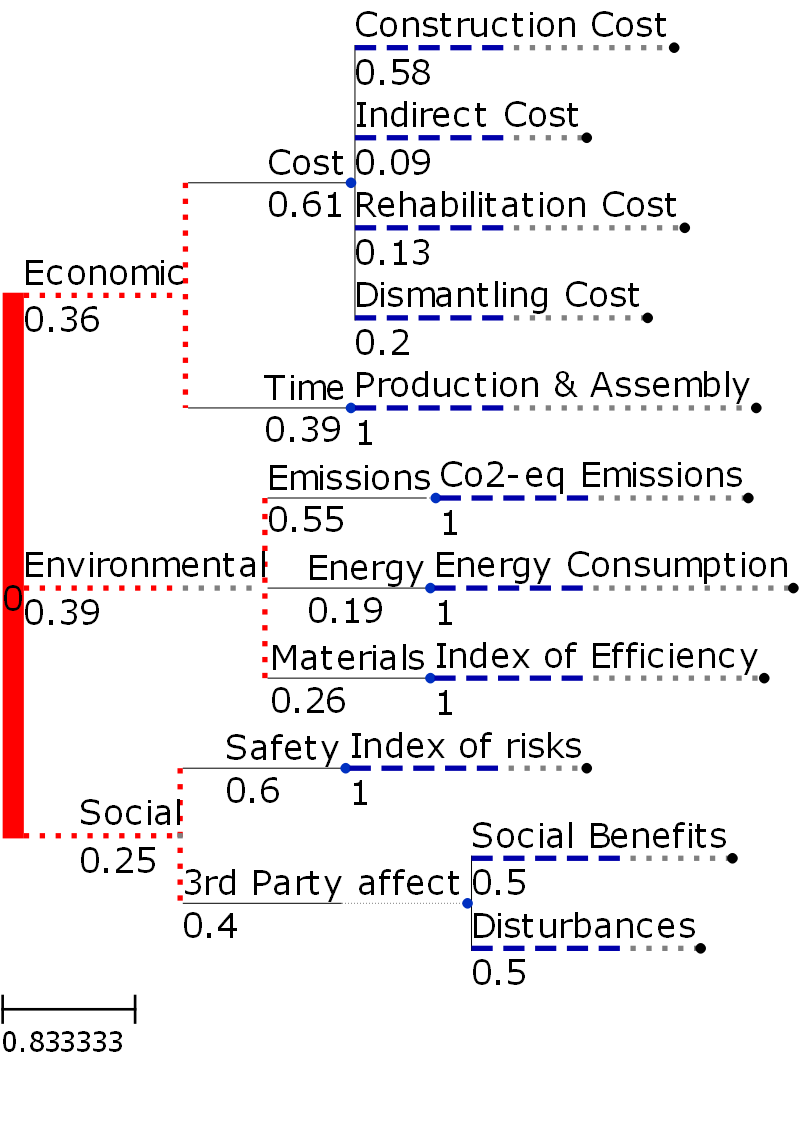 Construction Cost
0.58
Indirect Cost
Cost 0.09
0.61 Rehabilitation Cost
0.13
Economic
Dismantling Cost
0.36
0.2
Time Production & Assembly
0.39 1
Emissions Co2-eq Emissions
0.55 1
Environmental Energy Energy Consumption
0 0.39 0.19 1
Materials Index of Efficiency
0.26 1
Safety Index of risks
0.6 1
Social
Social Benefits
0.25
3rd Party affect 0.5
0.4 Disturbances
0.5
0.833333